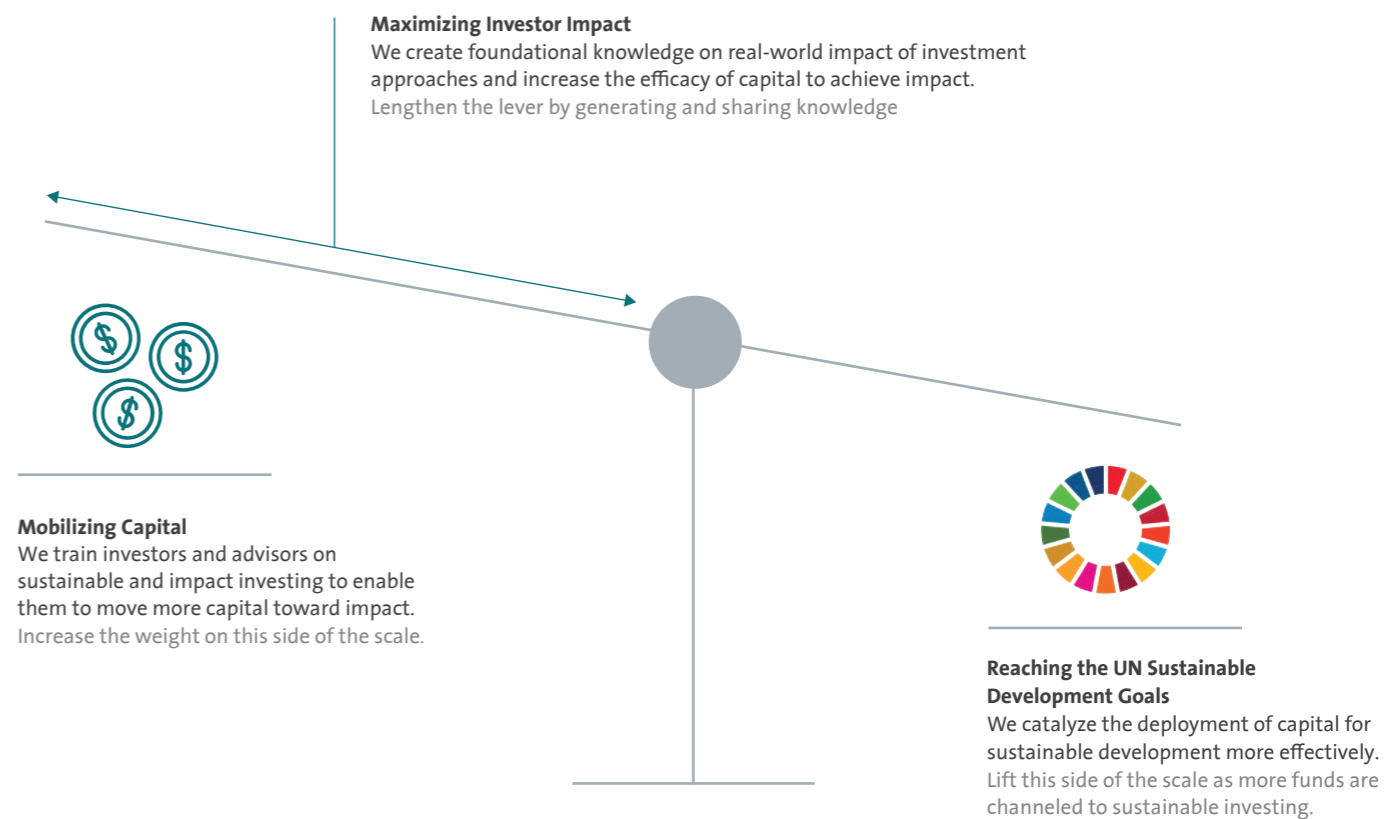 Maximizing Investor Impact
We create foundational knowledge on real-world impact of investment
approaches and increase the efficacy of capital to achieve impact.
Lengthen the lever by generating and sharing knowledge
$ $
$
Mobilizing Capital
We train investors and advisors on
sustainable and impact investing to enable
them to move more capital toward impact.
Increase the weight on this side of the scale.
Reaching the UN Sustainable
Development Goals
We catalyze the deployment of capital for
sustainable development more effectively.
Lift this side of the scale as more funds are
channeled to sustainable investing.